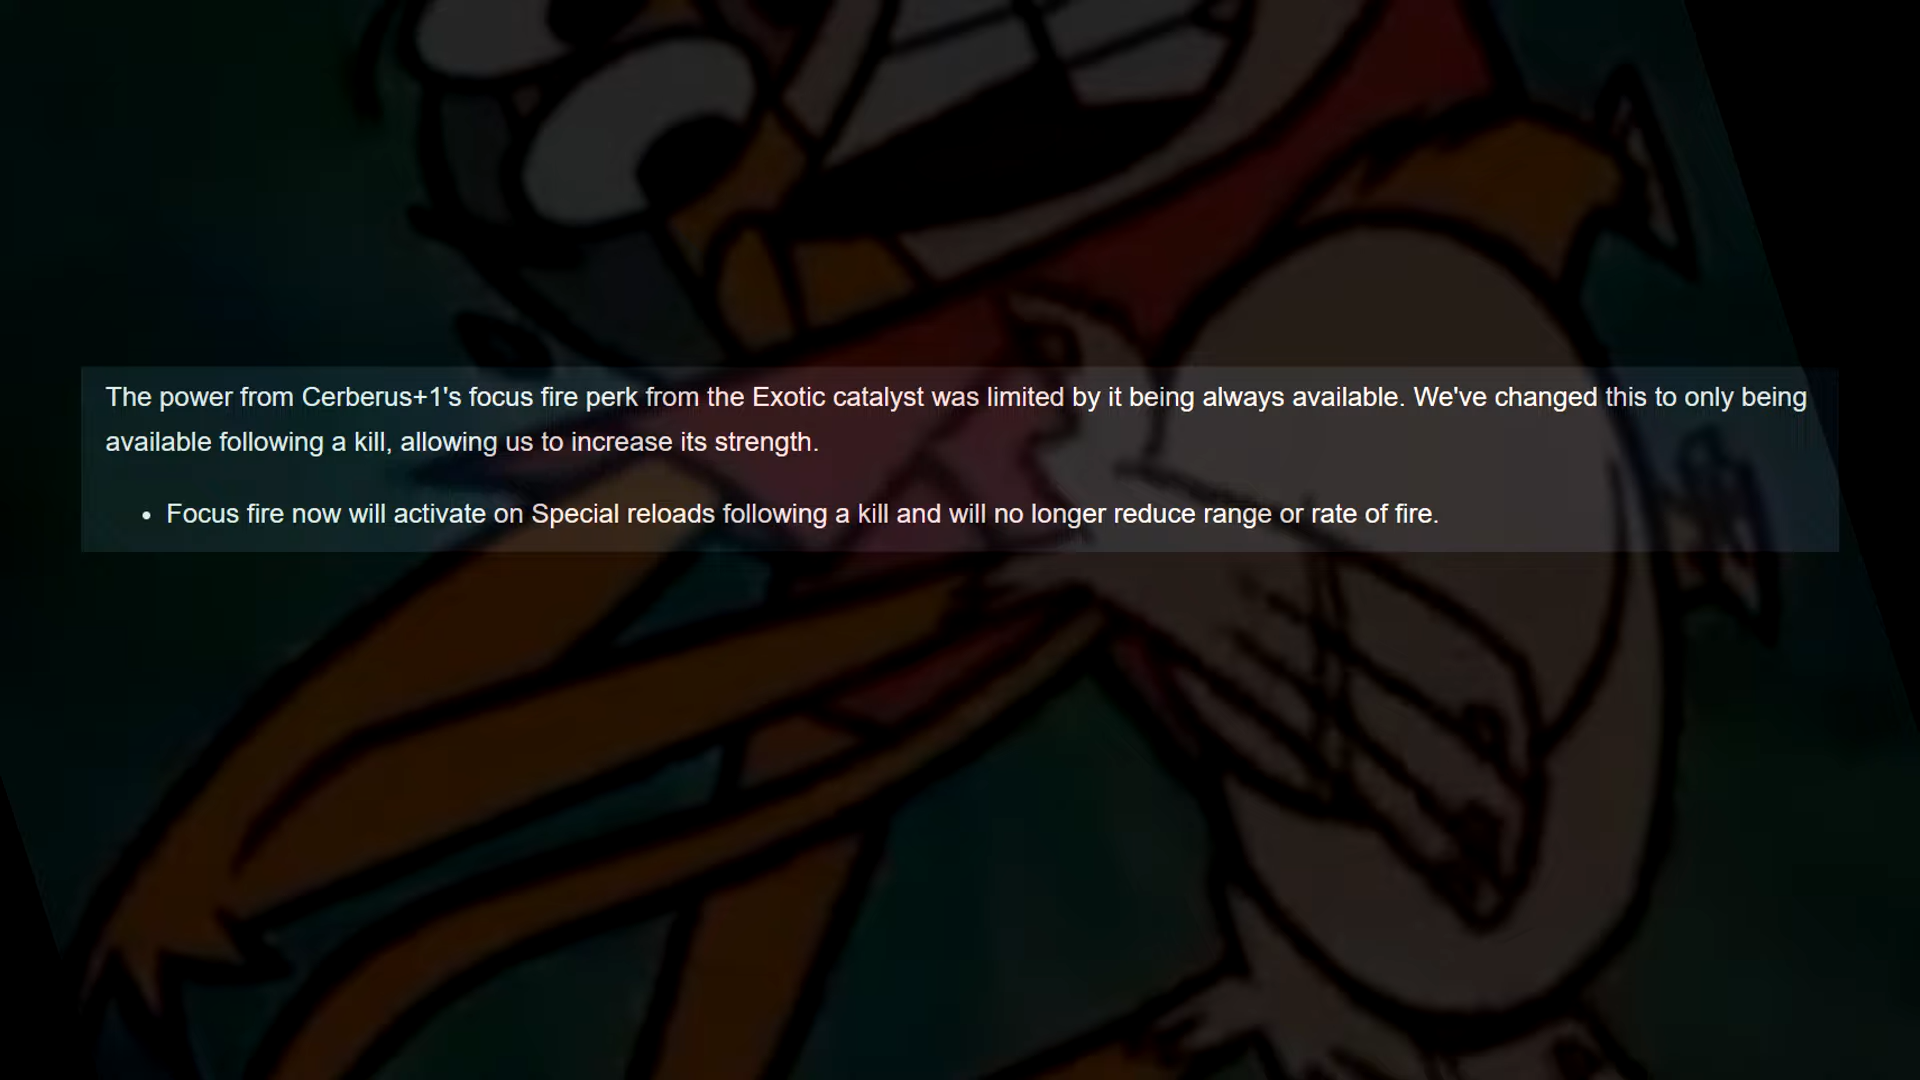 The power from Cerberus+1's focus fire perk from the Exotic catalyst was limited by it being always available. We've changed this to only being
available following a kill, allowing us to increase its strength.
• Focus fire now will activate on Special reloads following a kill and will no longer reduce range or rate of fire.